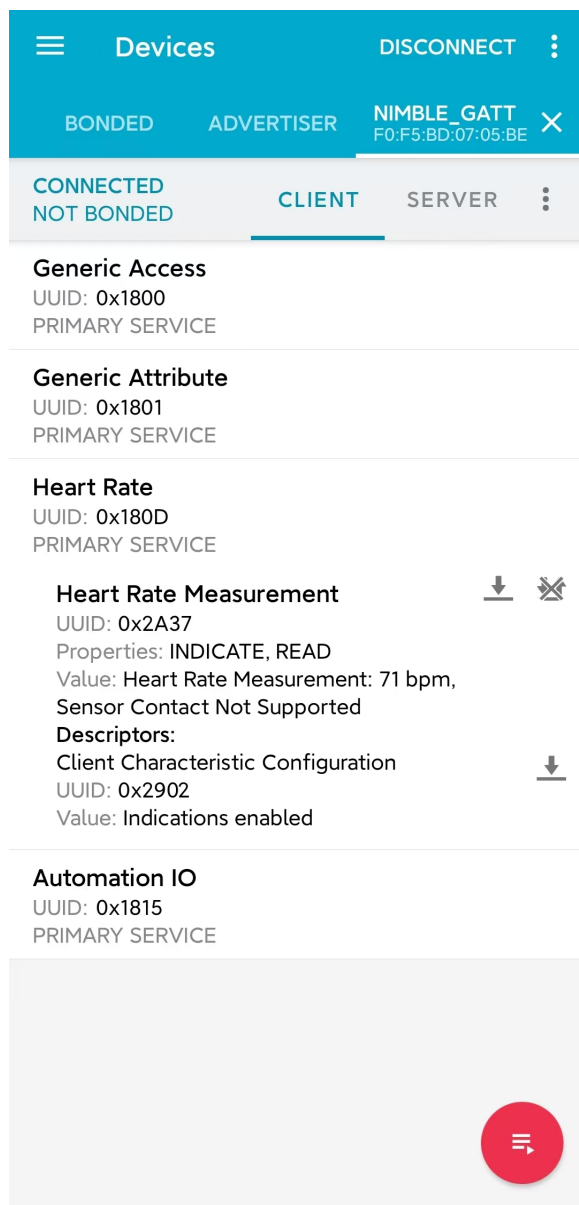 Devices
DISCONNECT
BONDED
ADVERTISER
NIMBLE_GATT
F0:F5:BD:07:05:BE
CONNECTED
NOT BONDED
CLIENT
SERVER
Generic Access
UUID: 0x1800
PRIMARY SERVICE
Generic Attribute
UUID: 0x1801
PRIMARY SERVICE
Heart Rate
UUID: 0x180D
PRIMARY SERVICE
Heart Rate Measurement
UUID: 0x2A37
Properties: INDICATE, READ
Value: Heart Rate Measurement: 71 bpm,
Sensor Contact Not Supported
Descriptors:
Client Characteristic Configuration
UUID: 0x2902
Value: Indications enabled
Automation IO
UUID: 0x1815
PRIMARY SERVICE